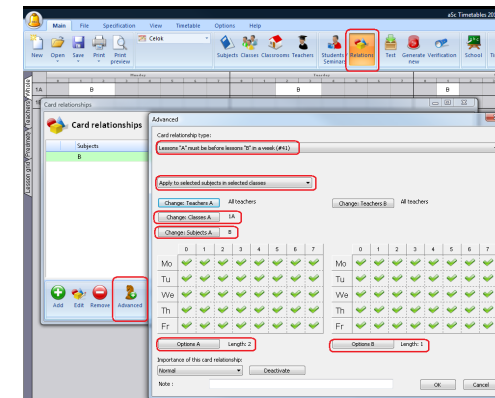 aSc Timetables 20
Main File Specification View Timetable Options Help
Celok
New Open Save Print Print preview Subjects Classes Classrooms Teachers Students Seminars Relations Test Generate new Verification School
Monday Tuesday
1A B B
Card relationships
Card relationships
Subjects
B
Add Edit Remove Advanced
Advanced
Card relationship type:
Lessons "A" must be before lessons "B" in a week (#41)
Apply to selected subjects in selected classes
Change: Teachers A All teachers Change: Teachers B All teachers
Change: Classes A 1A
Change: Subjects A B
0 1 2 3 4 5 6 7 0 1 2 3 4 5 6 7
Mo Mo
Tu Tu
We We
Th Th
Fr Fr
Options A Length: 2 Options B Length: 1
Importance of this card relationship:
Normal Deactivate
Note :
OK Cancel